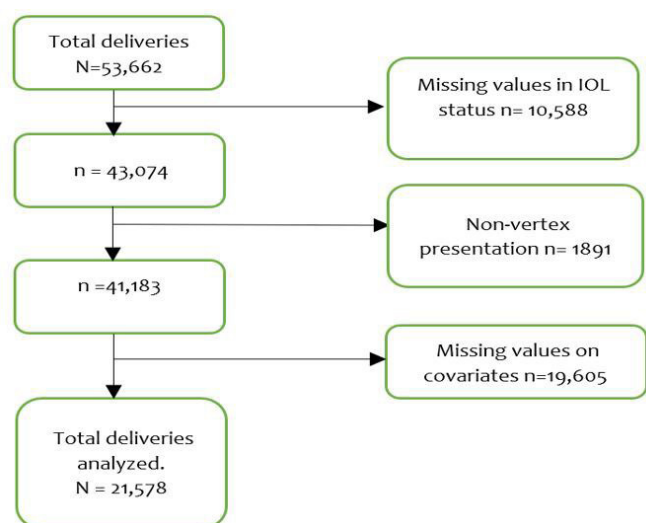 Total deliveries
N=53,662
Missing values in IOL
status n= 10,588
n = 43,074
Non-vertex
presentation n= 1891
n =41,183
Missing values on
covariates n=19,605
Total deliveries
analyzed.
N = 21,578